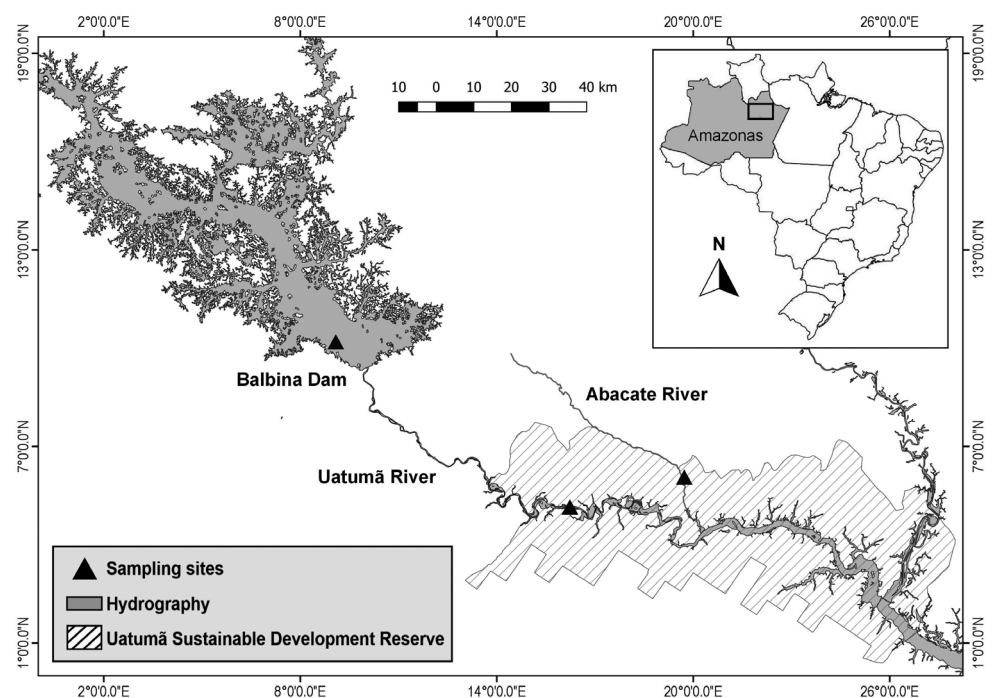 2°0'0.0"E 8°0'0.0"E 14°0'0.0"E 20°0'0.0"E 26°0'0.0"E
19°0'0.0"N
19°0'0.0"N
10 0 10 20 30 40 km
Amazonas
N
13°0'0.0"N
13°0'0.0"N
Balbina Dam
Abacate River
7°0'0.0"N
7°0'0.0"N
Uatumã River
Sampling sites
Hydrography
Uatumã Sustainable Development Reserve
1°0'0.0"N
1°0'0.0"N
2°0'0.0"E 8°0'0.0"E 14°0'0.0"E 20°0'0.0"E 26°0'0.0"E